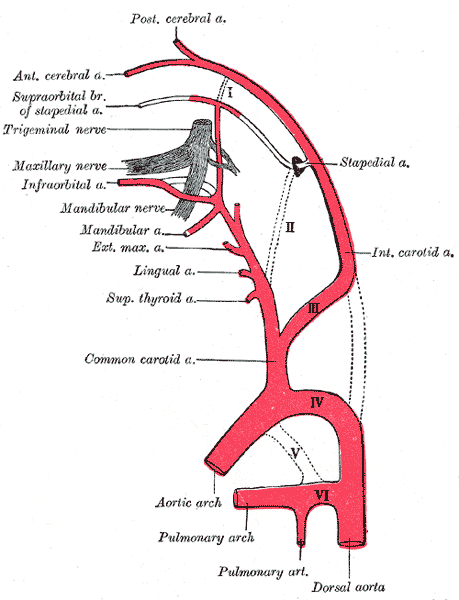 Post. cerebral a.
Ant. cerebral a.
Supraorbital br.
of stapedial a.
I
Trigeminal nerve
Stapedial a.
Maxillary nerve
Infraorbital a.
Mandibular nerve
Mandibular a.
II
Ext. max. a.
Int. carotid a.
Lingual a.
Sup. thyroid a.
III
Common carotid a.
IV
V
Aortic arch
VI
Pulmonary arch
Pulmonary art.
Dorsal aorta